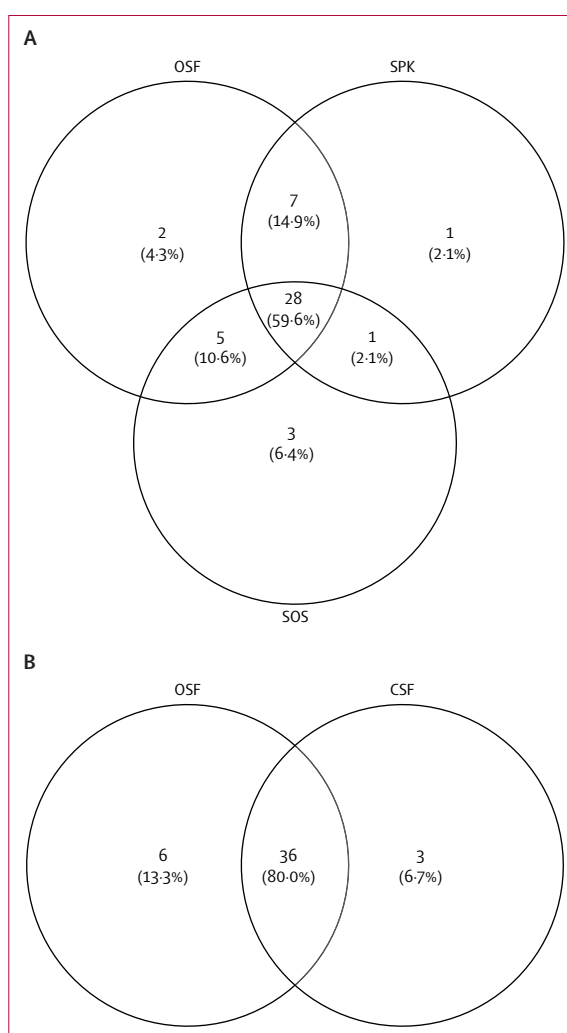 A
OSF
SPK
7
(14·9%)
2
(4·3%)
1
(2·1%)
28
(59·6%)
5
(10·6%)
1
(2·1%)
3
(6·4%)
SOS
B
OSF
CSF
6
(13·3%)
36
(80·0%)
3
(6·7%)